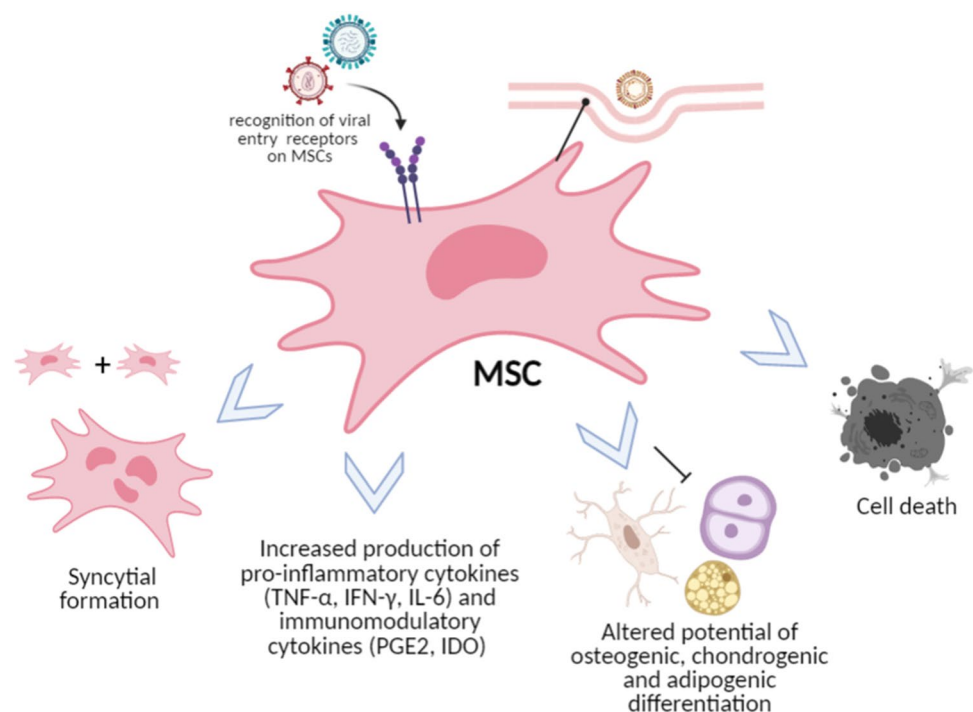 recognition of viral
entry receptors
on MSCs
MSC
+
Syncytial
formation
Increased production of
pro-inflammatory cytokines
(TNF-α, IFN-γ, IL-6) and
immunomodulatory
cytokines (PGE2, IDO)
Altered potential of
osteogenic, chondrogenic
and adipogenic
differentiation
Cell death